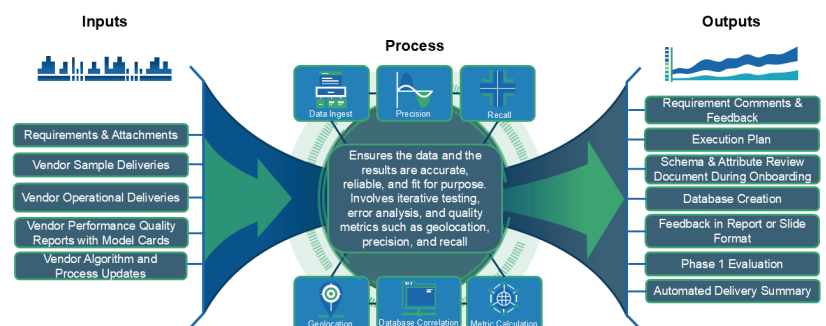 Inputs
Process
Outputs
Data Ingest
Precision
Recall
Requirements & Attachments
Vendor Sample Deliveries
Vendor Operational Deliveries
Vendor Performance Quality
Reports with Model Cards
Vendor Algorithm and
Process Updates
Ensures the data and the
results are accurate,
reliable, and fit for purpose.
Involves iterative testing,
error analysis, and quality
metrics such as geolocation,
precision, and recall
Geolocation
Database Correlation
Metric Calculation
Requirement Comments &
Feedback
Execution Plan
Schema & Attribute Review
Document During Onboarding
Database Creation
Feedback in Report or Slide
Format
Phase 1 Evaluation
Automated Delivery Summary